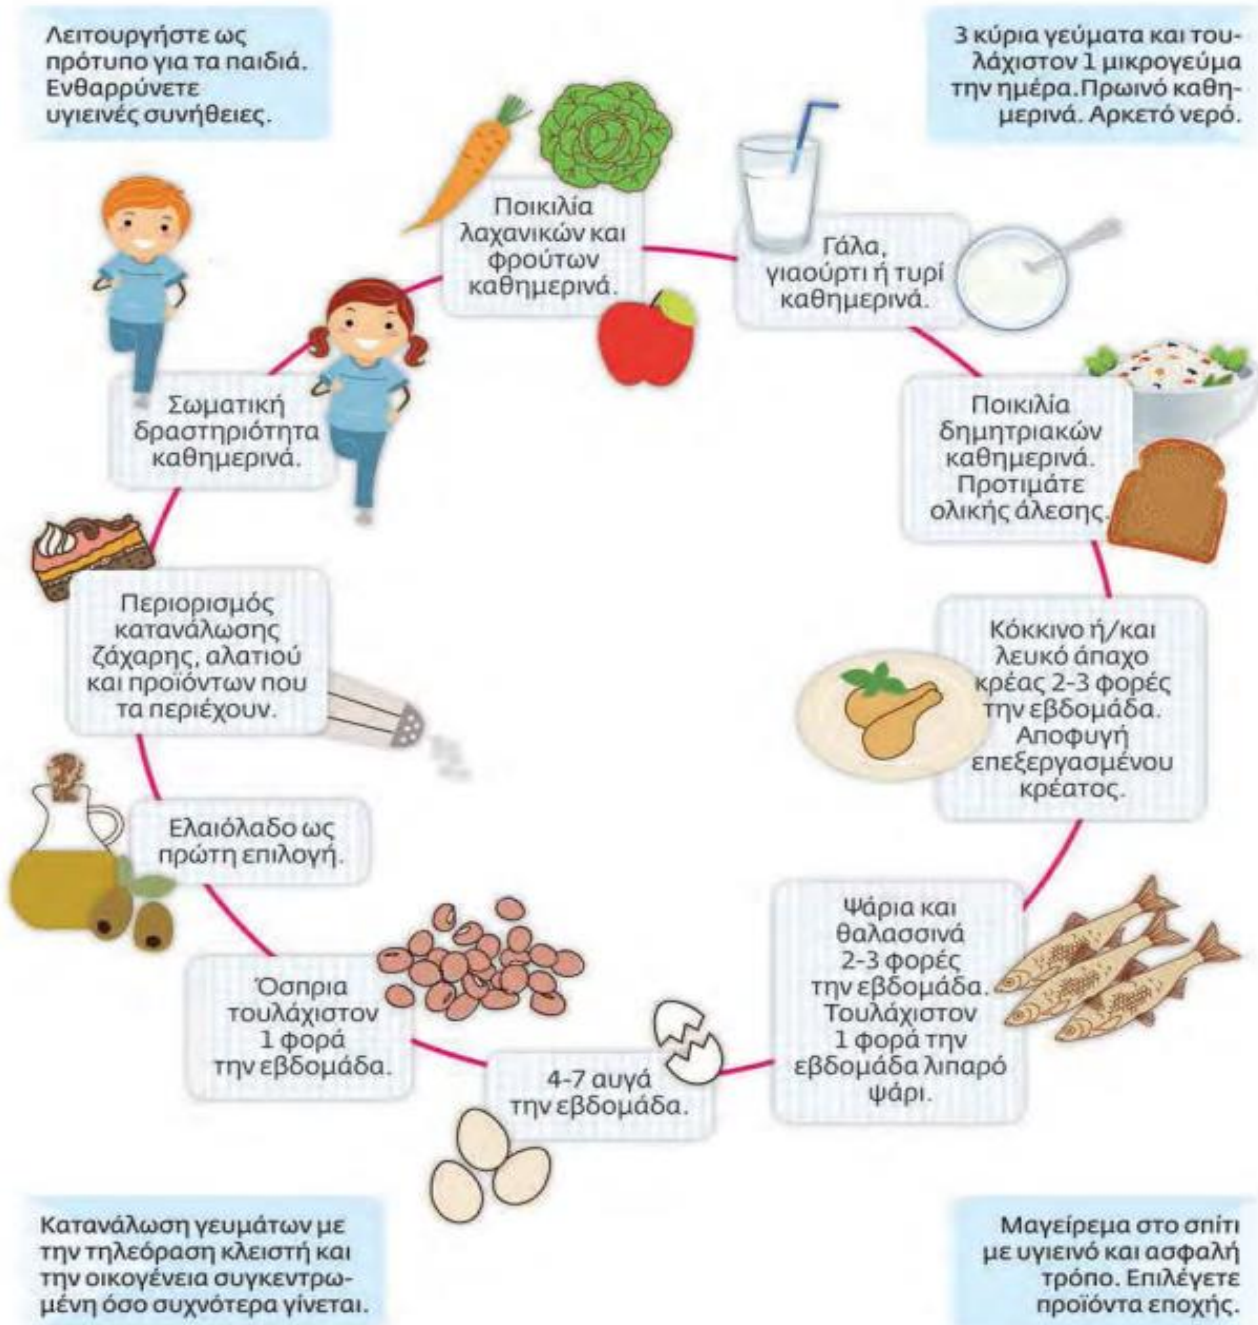 Λειτουργήστε ως
πρότυπο για τα παιδιά.
Ενθαρρύνετε
υγιεινές συνήθειες.
3 κύρια γεύματα και του-
λάχιστον 1 μικρογεύμα
την ημέρα.Πρωινό καθη-
μερινά. Αρκετό νερό.
Ποικιλία
λαχανικών και
φρούτων
καθημερινά.
Γάλα,
γιαούρτι ή τυρί
καθημερινά.
Ποικιλία
δημητριακών
καθημερινά.
Προτιμάτε
ολικής άλεσης.
Κόκκινο ή/και
λευκό άπαχο
κρέας 2-3 φορές
την εβδομάδα.
Αποφυγή
επεξεργασμένου
κρέατος.
Ψάρια και
θαλασσινά
2-3 φορές
την εβδομάδα.
Τουλάχιστον
1 φορά την
εβδομάδα λιπαρό
ψάρι.
4-7 αυγά
την εβδομάδα.
Όσπρια
τουλάχιστον
1 φορά
την εβδομάδα.
Ελαιόλαδο ως
πρώτη επιλογή.
Περιορισμός
κατανάλωσης
ζάχαρης, αλατιού
και προϊόντων που
τα περιέχουν.
Σωματική
δραστηριότητα
καθημερινά.
Κατανάλωση γευμάτων με
την τηλεόραση κλειστή και
την οικογένεια συγκεντρω-
μένη όσο συχνότερα γίνεται.
Μαγείρεμα στο σπίτι
με υγιεινό και ασφαλή
τρόπο. Επιλέγετε
προϊόντα εποχής.